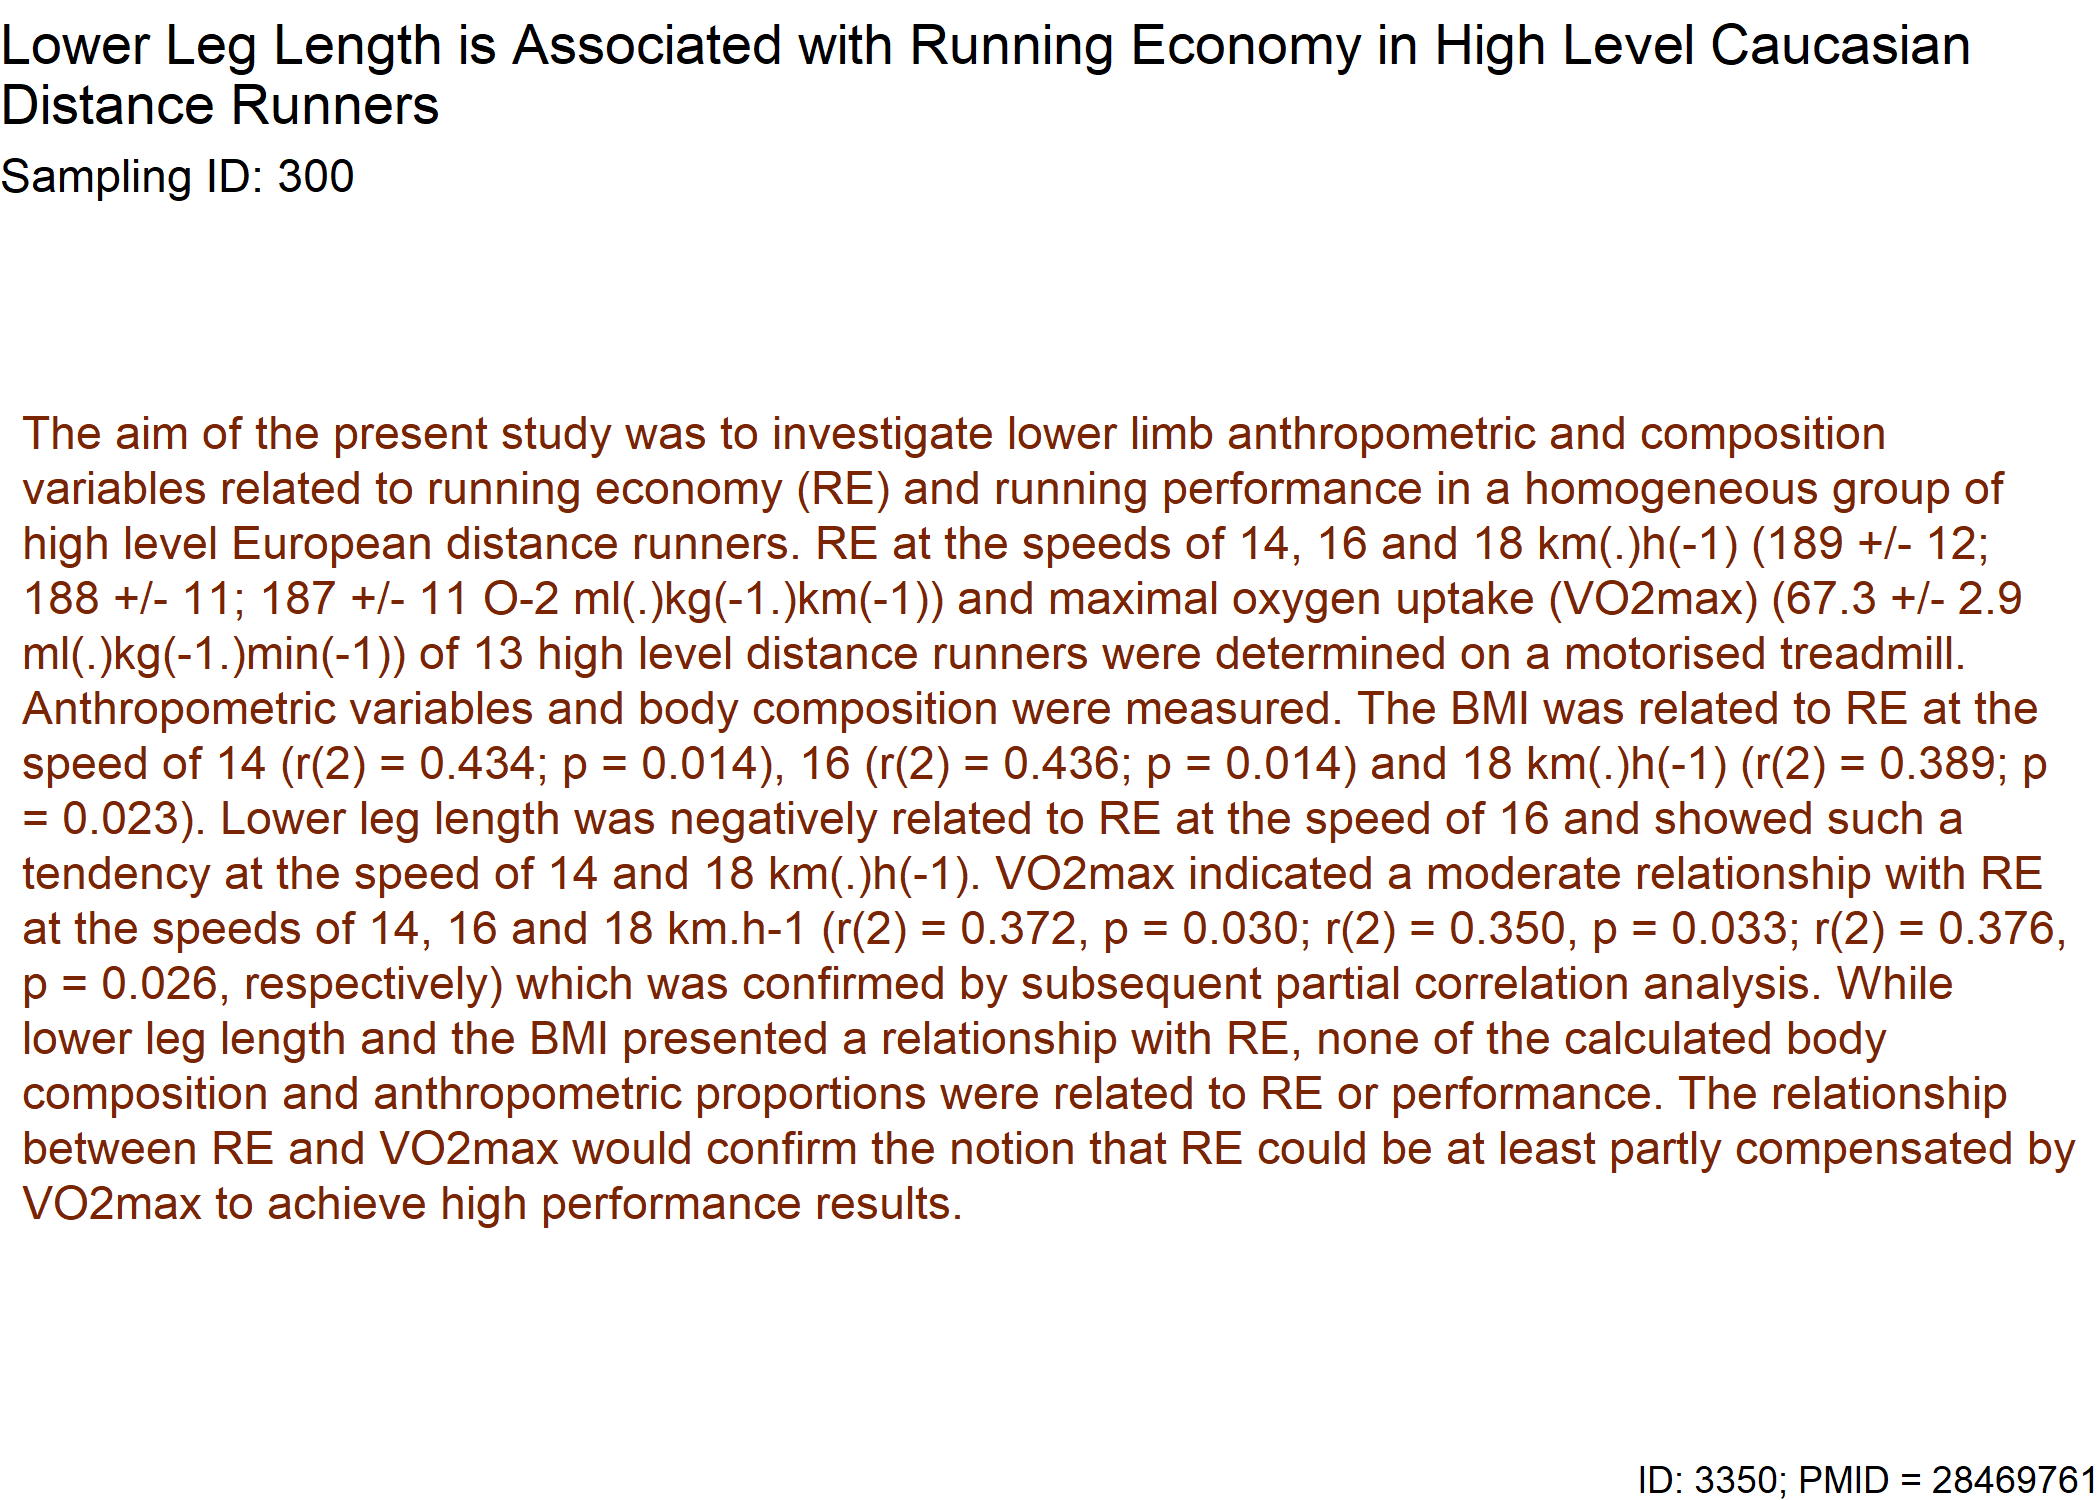 Lower Leg Length is Associated with Running Economy in High Level Caucasian
Distance Runners
Sampling ID: 300
The aim of the present study was to investigate lower limb anthropometric and composition
variables related to running economy (RE) and running performance in a homogeneous group of
high level European distance runners. RE at the speeds of 14, 16 and 18 km(.)h(-1) (189 +/- 12;
188 +/- 11; 187 +/- 11 O-2 ml(.)kg(-1.)km(-1)) and maximal oxygen uptake (VO2max) (67.3 +/- 2.9
ml(.)kg(-1.)min(-1)) of 13 high level distance runners were determined on a motorised treadmill.
Anthropometric variables and body composition were measured. The BMI was related to RE at the
speed of 14 (r(2) = 0.434; p = 0.014), 16 (r(2) = 0.436; p = 0.014) and 18 km(.)h(-1) (r(2) = 0.389; p
= 0.023). Lower leg length was negatively related to RE at the speed of 16 and showed such a
tendency at the speed of 14 and 18 km(.)h(-1). VO2max indicated a moderate relationship with RE
at the speeds of 14, 16 and 18 km.h-1 (r(2) = 0.372, p = 0.030; r(2) = 0.350, p = 0.033; r(2) = 0.376,
p = 0.026, respectively) which was confirmed by subsequent partial correlation analysis. While
lower leg length and the BMI presented a relationship with RE, none of the calculated body
composition and anthropometric proportions were related to RE or performance. The relationship
between RE and VO2max would confirm the notion that RE could be at least partly compensated by
VO2max to achieve high performance results.
ID: 3350; PMID = 28469761